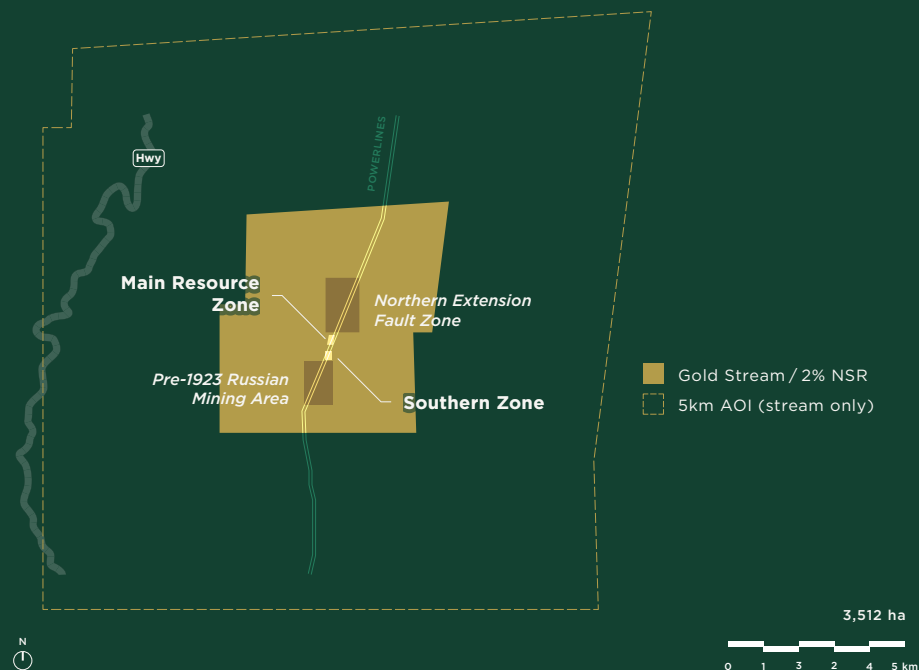 POWERLINES
Hwy
Main Resource
Zone
Northern Extension
Fault Zone
Pre-1923 Russian
Mining Area
Southern Zone
Gold Stream / 2% NSR
5km AOI (stream only)
3,512 ha
N
0 1 3 2 4 5 km